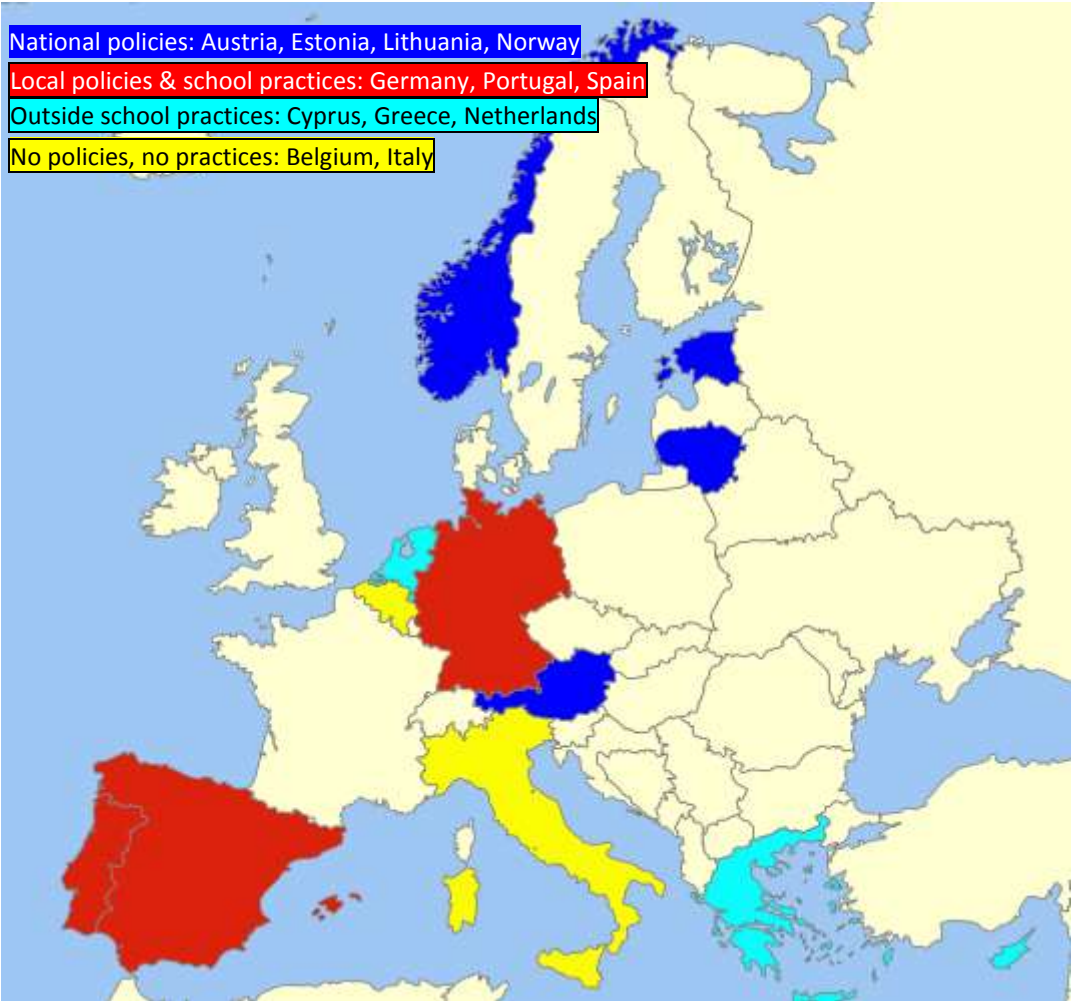 National policies: Austria, Estonia, Lithuania, Norway
Local policies & school practices: Germany, Portugal, Spain
Outside school practices: Cyprus, Greece, Netherlands
No policies, no practices: Belgium, Italy